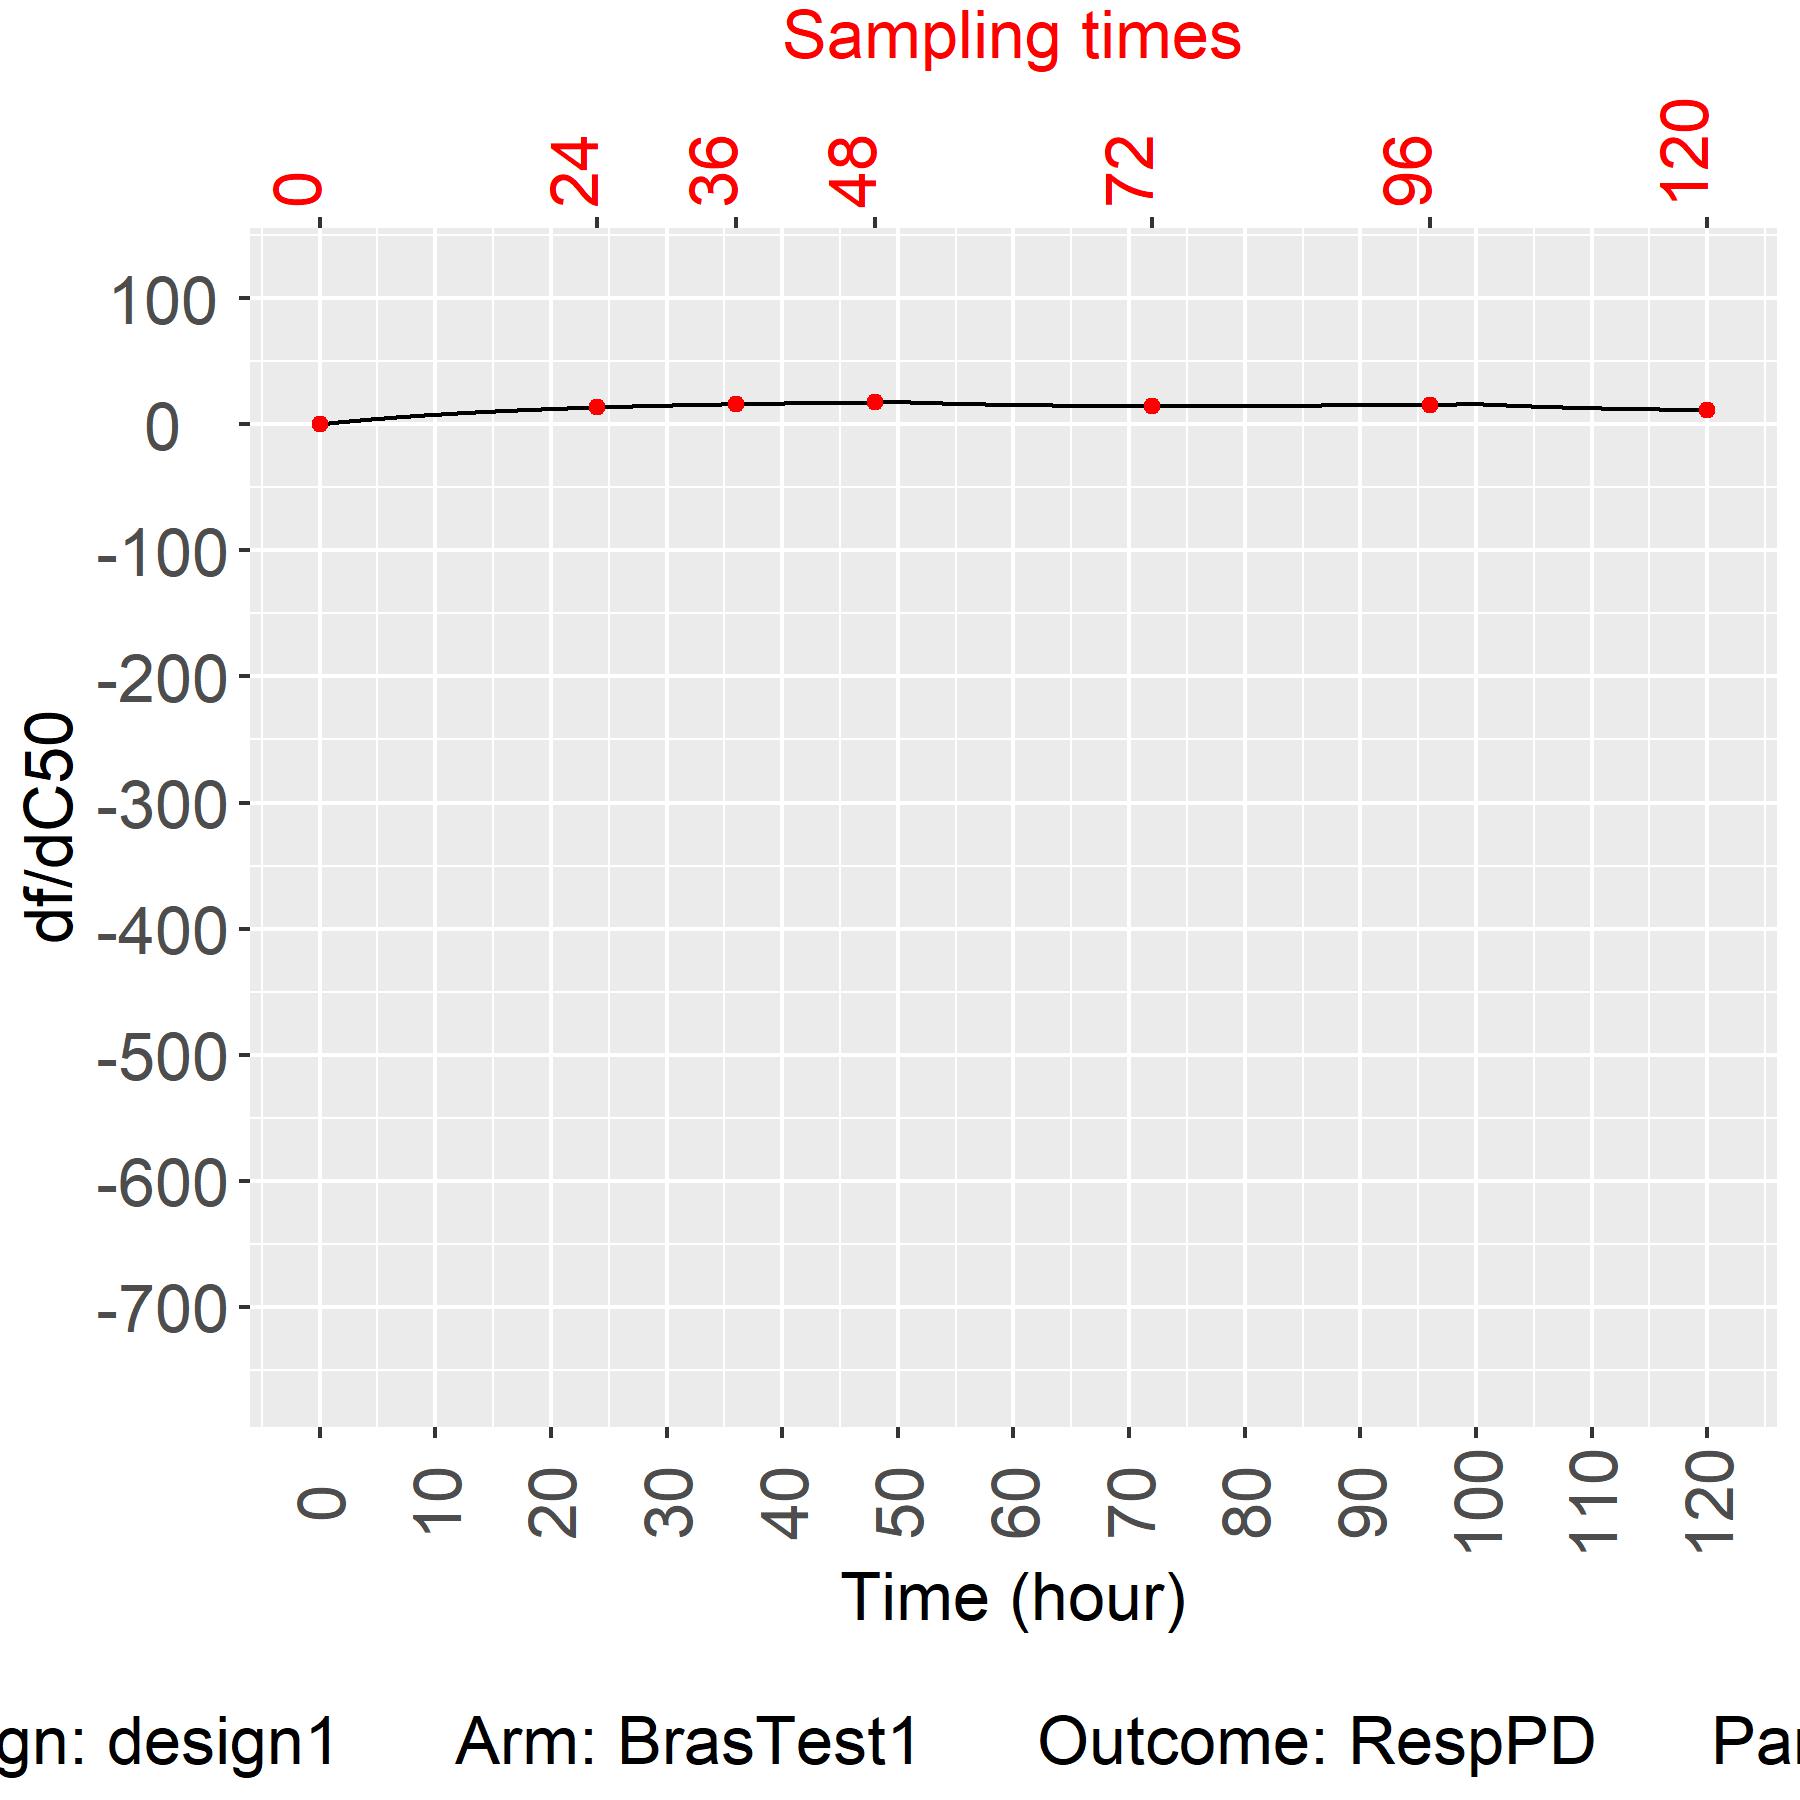 Sampling times
0 24 36 48 72 96 120
100
0
-100
-200
-300
-400
-500
-600
-700
df/dC50
0 10 20 30 40 50 60 70 80 90 100 110 120
Time (hour)
gn: design1 Arm: BrasTest1 Outcome: RespPD